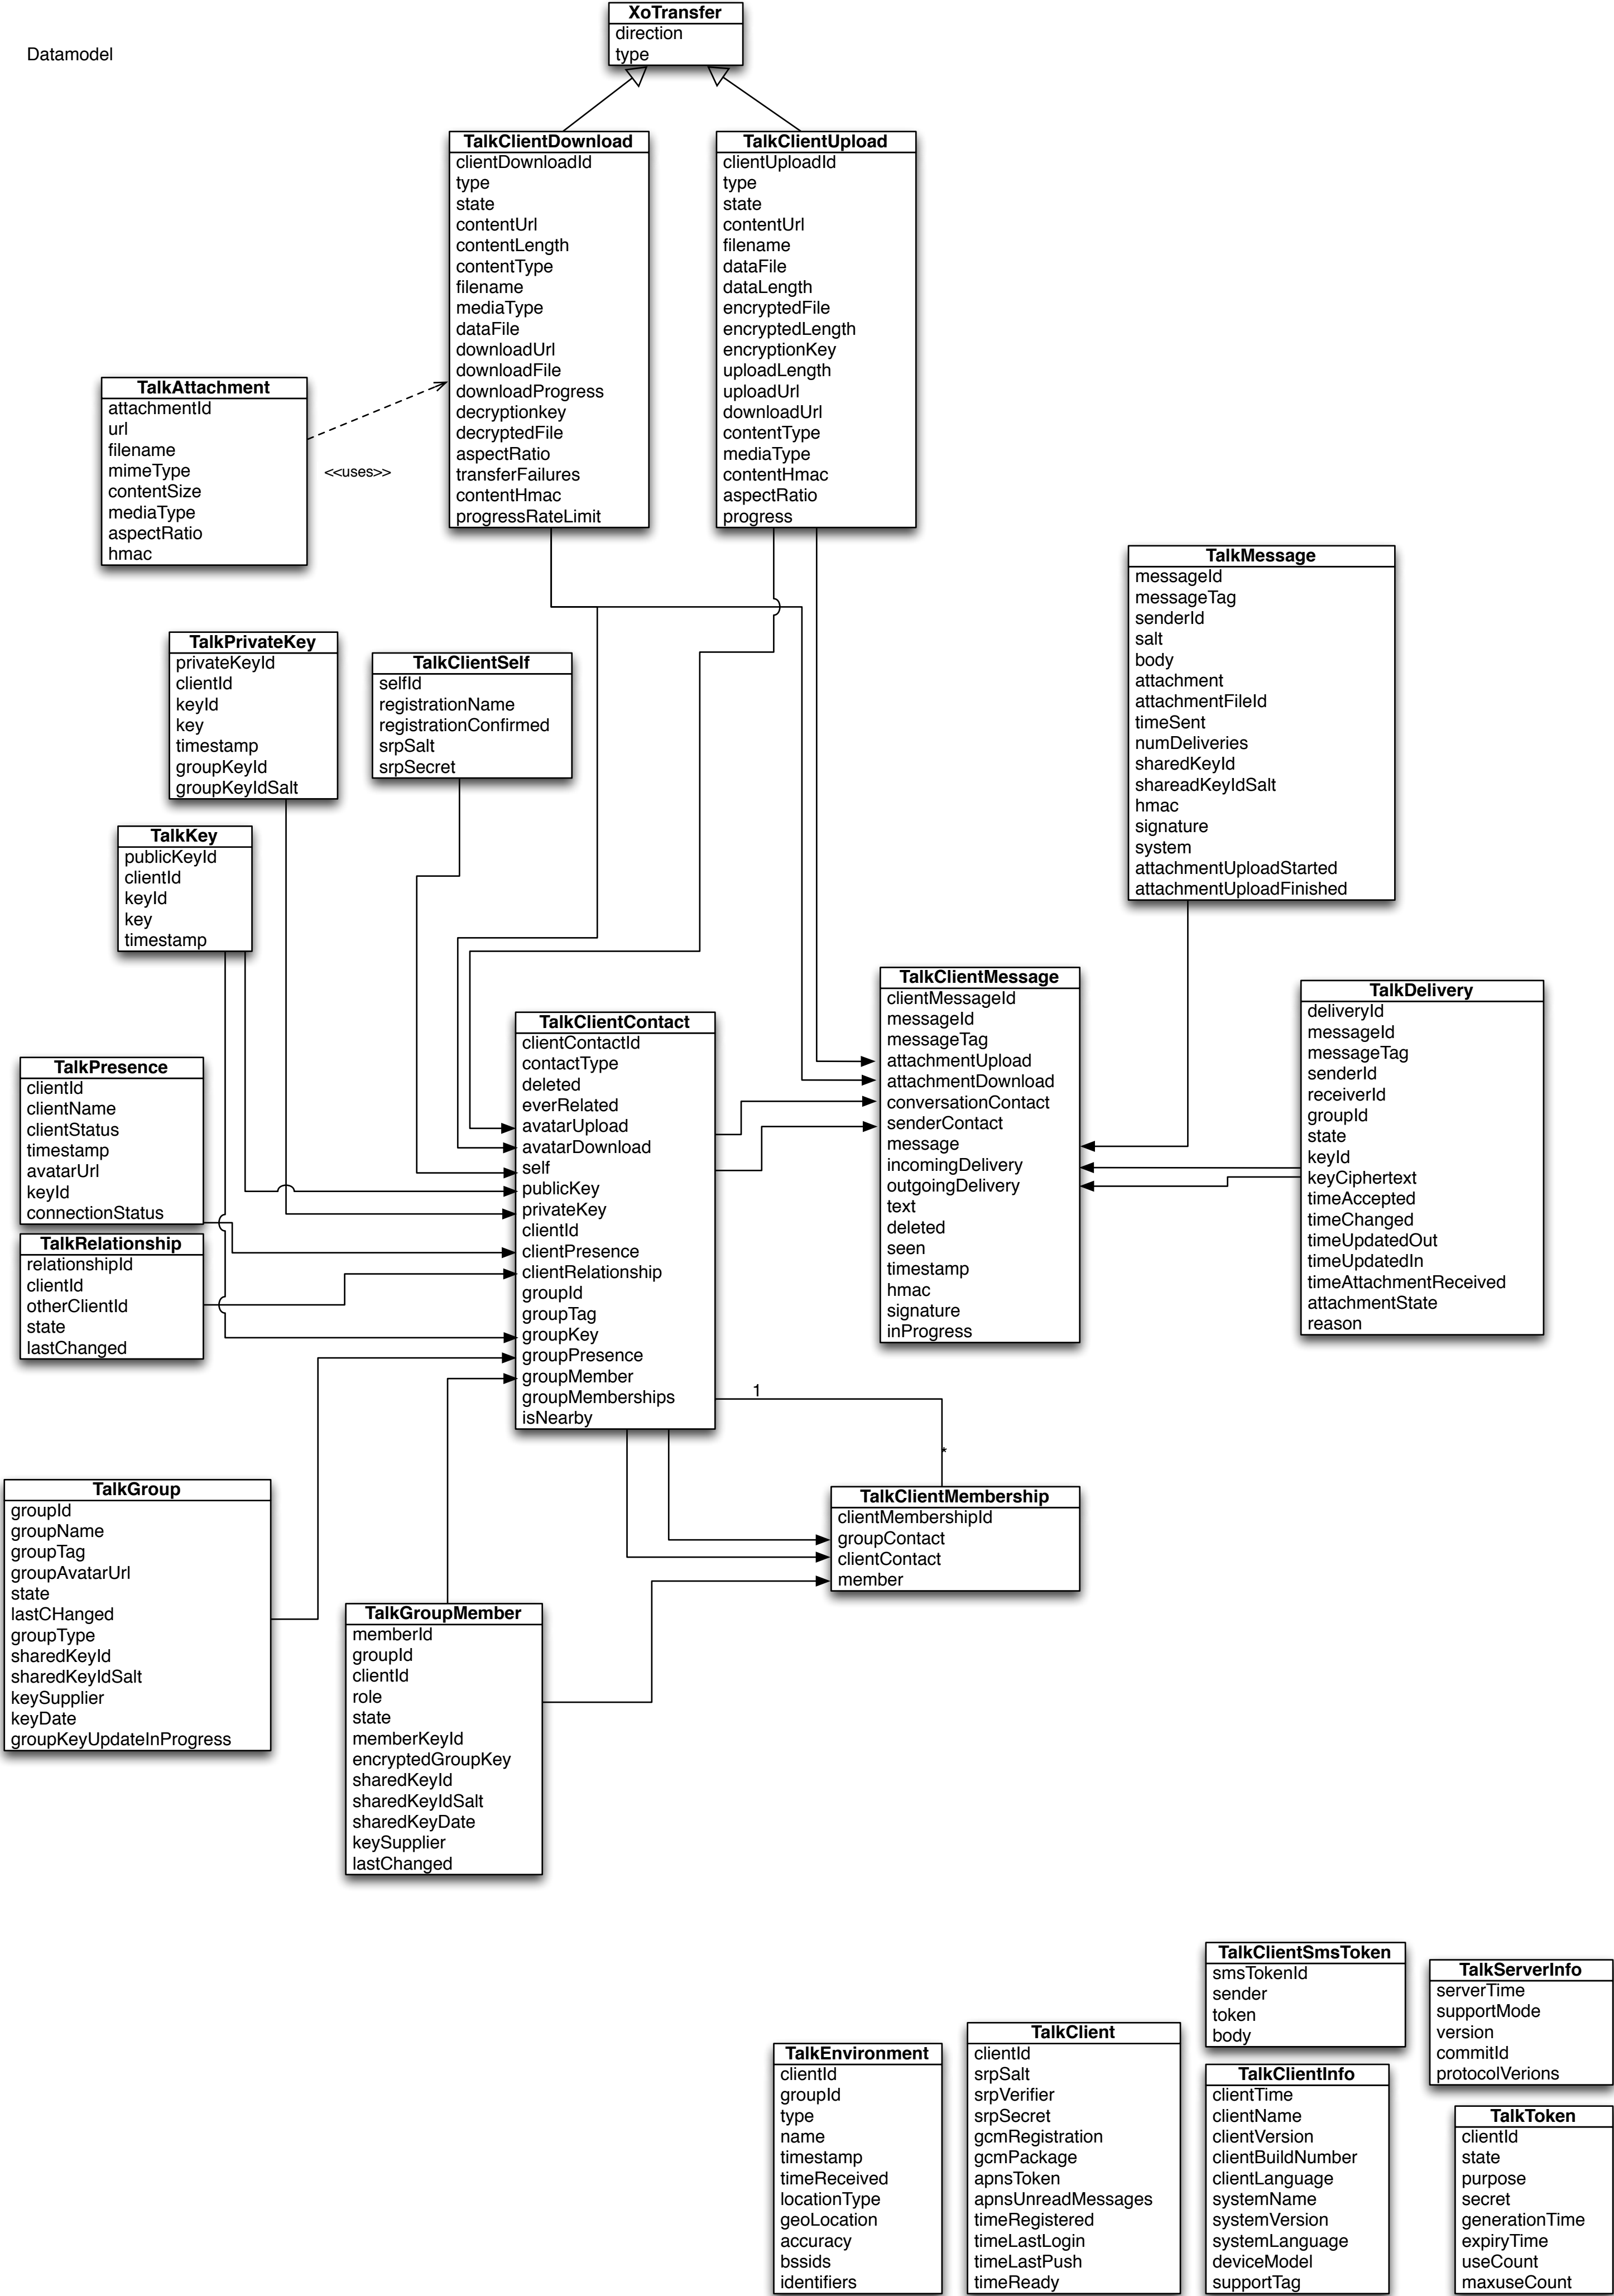 Datamodel
XoTransfer
direction
type
TalkClientDownload
clientDownloadId
type
state
contentUrl
contentLength
contentType
filename
mediaType
dataFile
downloadUrl
downloadFile
downloadProgress
decryptionkey
decryptedFile
aspectRatio
transferFailures
contentHmac
progressRateLimit
TalkClientUpload
clientUploadId
type
state
contentUrl
filename
dataFile
dataLength
encryptedFile
encryptedLength
encryptionKey
uploadLength
uploadUrl
downloadUrl
contentType
mediaType
contentHmac
aspectRatio
progress
TalkAttachment
attachmentId
url
filename
mimeType
contentSize
mediaType
aspectRatio
hmac
<<uses>>
TalkMessage
messageId
messageTag
senderId
salt
body
attachment
attachmentFileId
timeSent
numDeliveries
sharedKeyId
shareadKeyIdSalt
hmac
signature
system
attachmentUploadStarted
attachmentUploadFinished
TalkPrivateKey
privateKeyId
clientId
keyId
key
timestamp
groupKeyId
groupKeyIdSalt
TalkClientSelf
selfId
registrationName
registrationConfirmed
srpSalt
srpSecret
TalkKey
publicKeyId
clientId
keyId
key
timestamp
TalkClientMessage
clientMessageId
messageId
messageTag
attachmentUpload
attachmentDownload
conversationContact
senderContact
message
incomingDelivery
outgoingDelivery
text
deleted
seen
timestamp
hmac
signature
inProgress
TalkDelivery
deliveryId
messageId
messageTag
senderId
receiverId
groupId
state
keyId
keyCiphertext
timeAccepted
timeChanged
timeUpdatedOut
timeUpdatedIn
timeAttachmentReceived
attachmentState
reason
TalkClientContact
clientContactId
contactType
deleted
everRelated
avatarUpload
avatarDownload
self
publicKey
privateKey
clientId
clientPresence
clientRelationship
groupId
groupTag
groupKey
groupPresence
groupMember
groupMemberships
isNearby
TalkPresence
clientId
clientName
clientStatus
timestamp
avatarUrl
keyId
connectionStatus
TalkRelationship
relationshipId
clientId
otherClientId
state
lastChanged
1
*
TalkClientMembership
clientMembershipId
groupContact
clientContact
member
TalkGroup
groupId
groupName
groupTag
groupAvatarUrl
state
lastCHanged
groupType
sharedKeyId
sharedKeyIdSalt
keySupplier
keyDate
groupKeyUpdateInProgress
TalkGroupMember
memberId
groupId
clientId
role
state
memberKeyId
encryptedGroupKey
sharedKeyId
sharedKeyIdSalt
sharedKeyDate
keySupplier
lastChanged
TalkClientSmsToken
smsTokenId
sender
token
body
TalkServerInfo
serverTime
supportMode
version
commitId
protocolVerions
TalkEnvironment
clientId
groupId
type
name
timestamp
timeReceived
locationType
geoLocation
accuracy
bssids
identifiers
TalkClient
clientId
srpSalt
srpVerifier
srpSecret
gcmRegistration
gcmPackage
apnsToken
apnsUnreadMessages
timeRegistered
timeLastLogin
timeLastPush
timeReady
TalkClientInfo
clientTime
clientName
clientVersion
clientBuildNumber
clientLanguage
systemName
systemVersion
systemLanguage
deviceModel
supportTag
TalkToken
clientId
state
purpose
secret
generationTime
expiryTime
useCount
maxuseCount